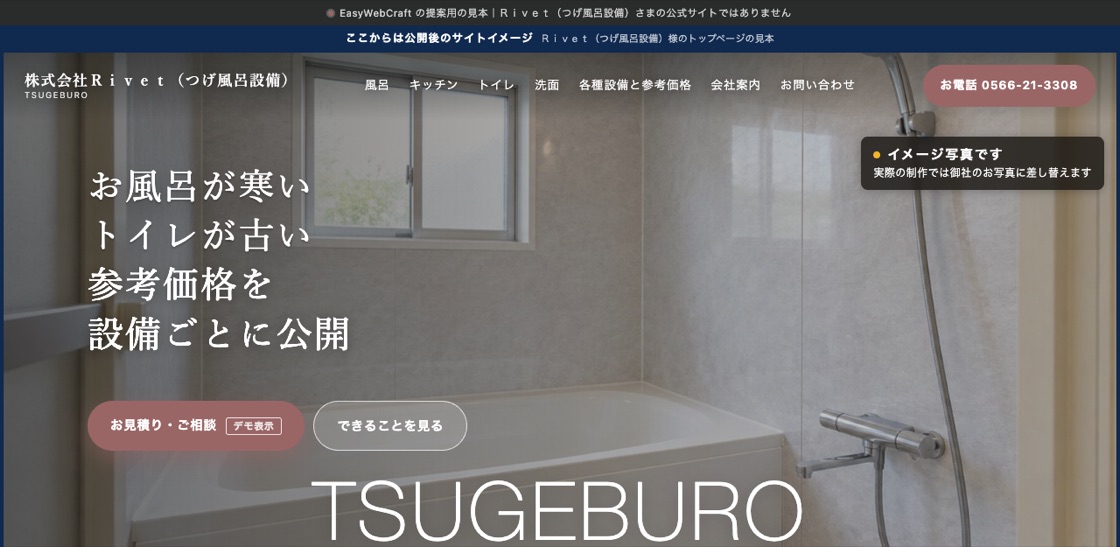 EasyWebCraft の提案用の見本｜Ｒｉｖｅｔ（つげ風呂設備）さまの公式サイトではありません
ここからは公開後のサイトイメージ Ｒｉｖｅｔ（つげ風呂設備）様のトップページの見本
株式会社Ｒｉｖｅｔ（つげ風呂設備）
TSUGEBURO
風呂 キッチン トイレ 洗面 各種設備と参考価格 会社案内 お問い合わせ
お電話 0566-21-3308
イメージ写真です
実際の制作では御社のお写真に差し替えます
お風呂が寒い
トイレが古い
参考価格を
設備ごとに公開
お見積り・ご相談 デモ表示
できることを見る
TSUGEBURO